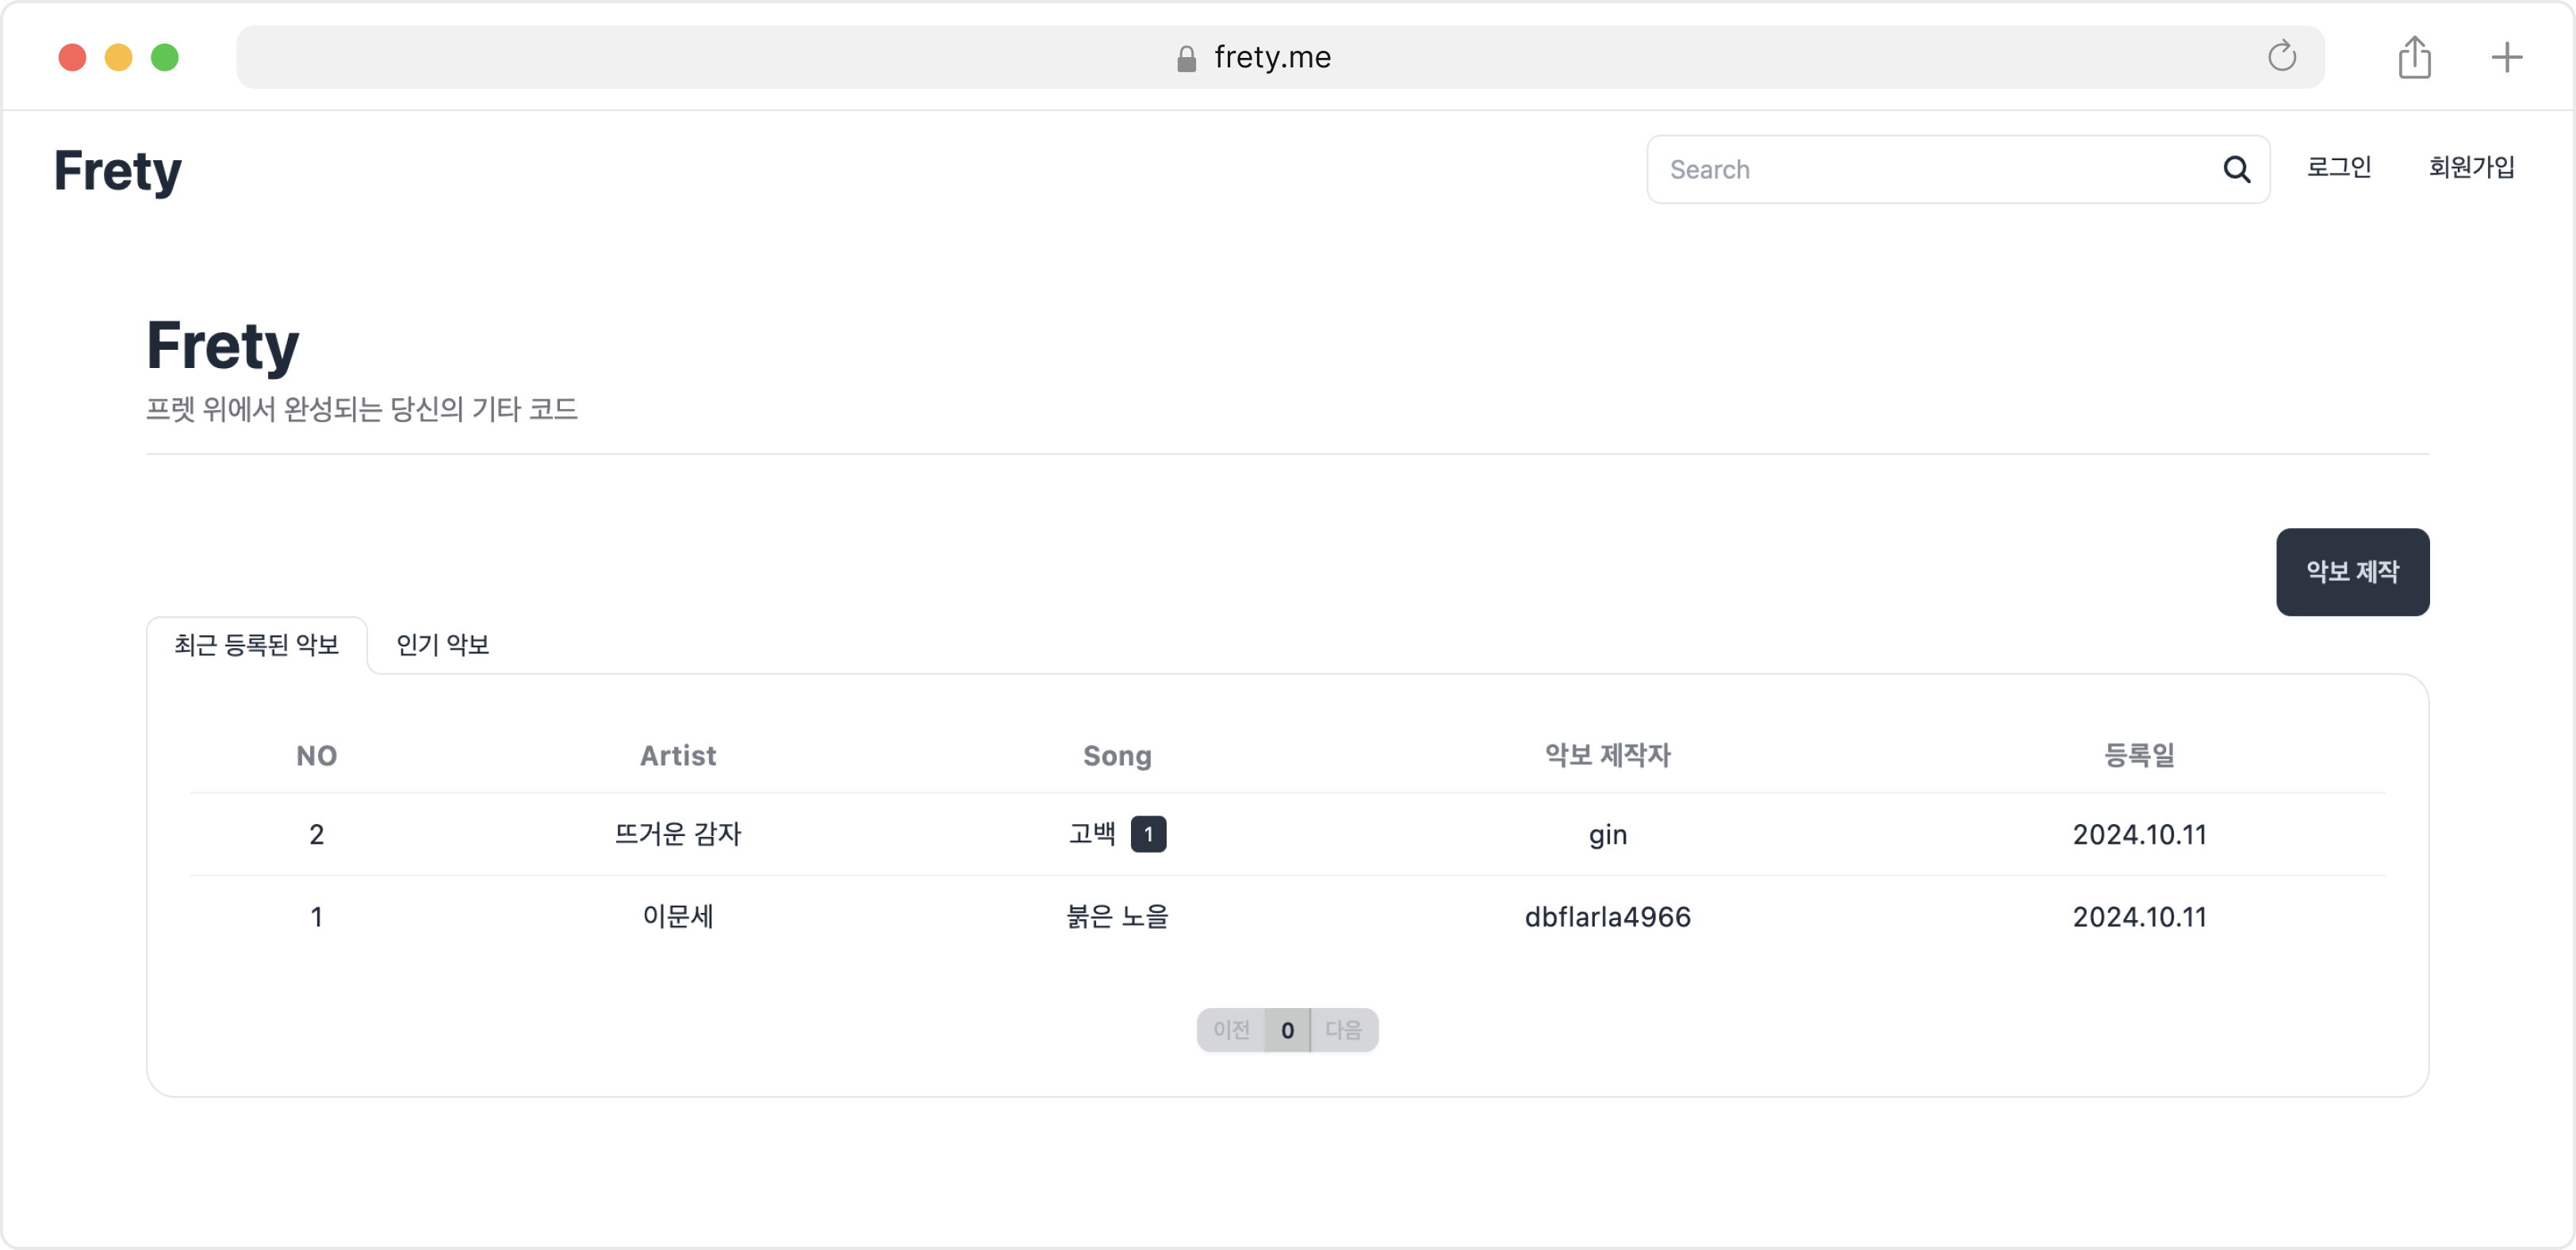 frety.me
Frety
Search
로그인 회원가입
Frety
프렛 위에서 완성되는 당신의 기타 코드
악보 제작
최근 등록된 악보 인기 악보
NO Artist Song 악보 제작자 등록일
2 뜨거운 감자 고백 1 gin 2024.10.11
1 이문세 붉은 노을 dbflarla4966 2024.10.11
이전 0 다음